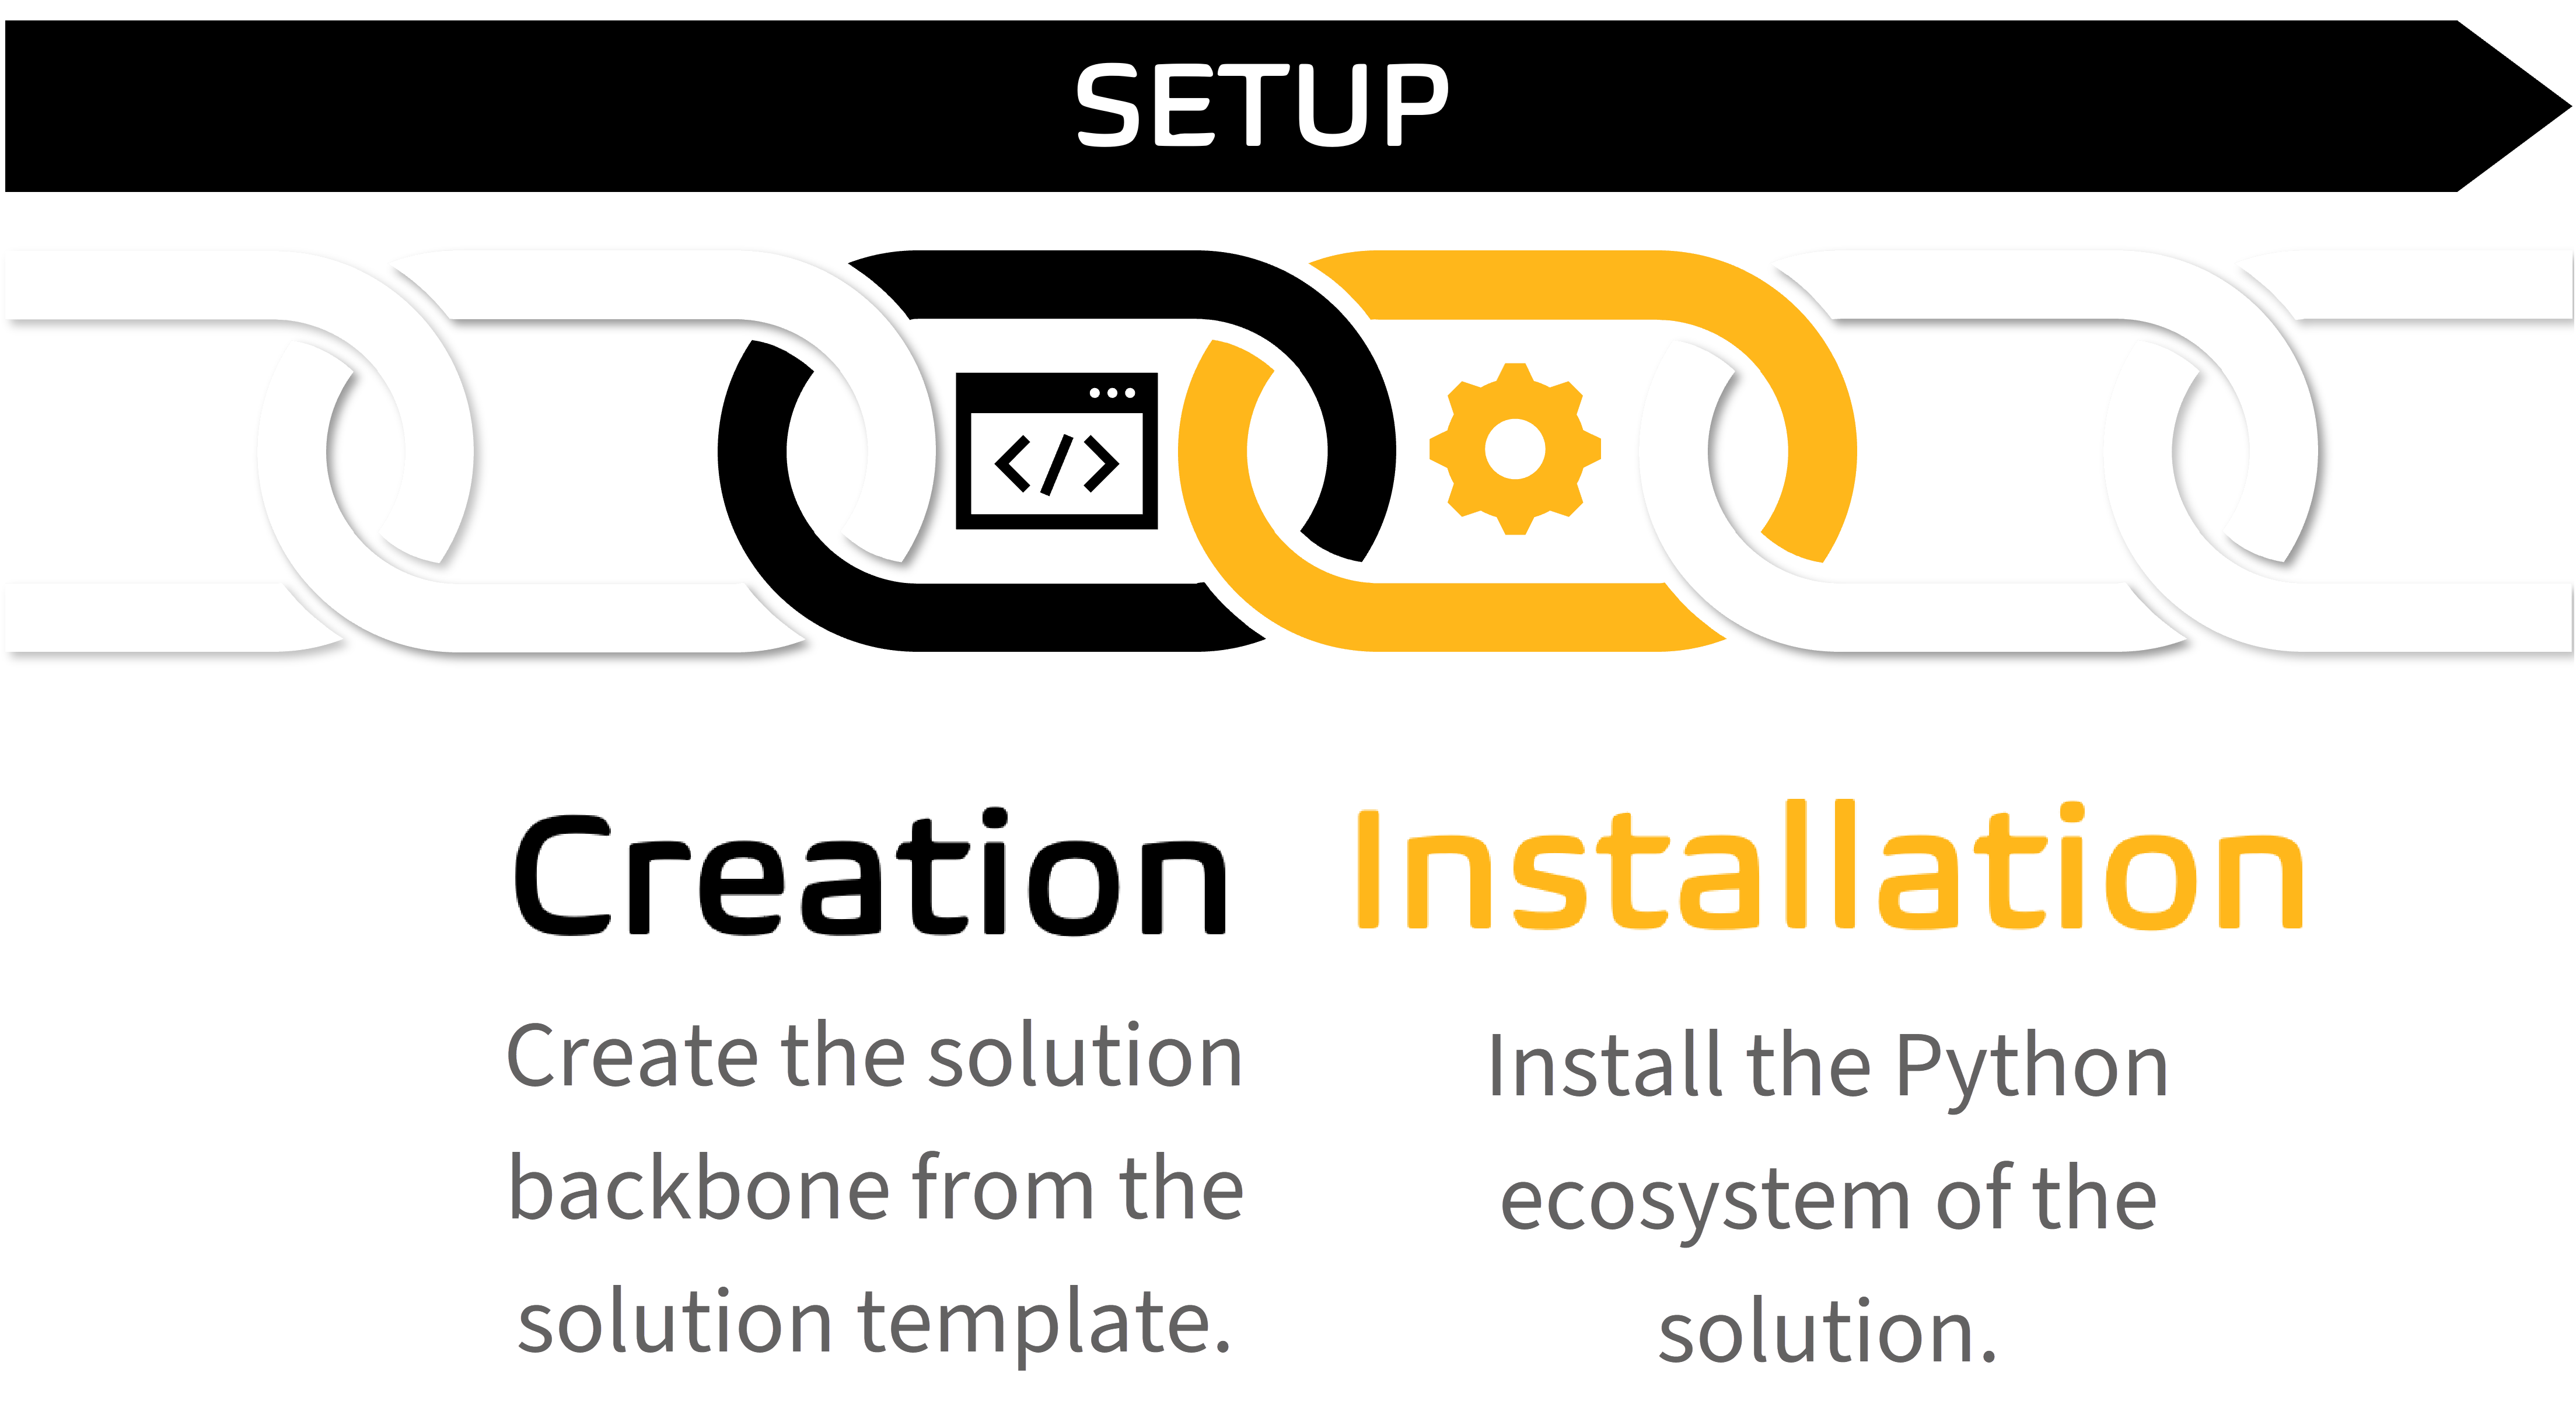 SETUP
</>
Creation
Create the solution
backbone from the
solution template.
Installation
Install the Python
ecosystem of the
solution.